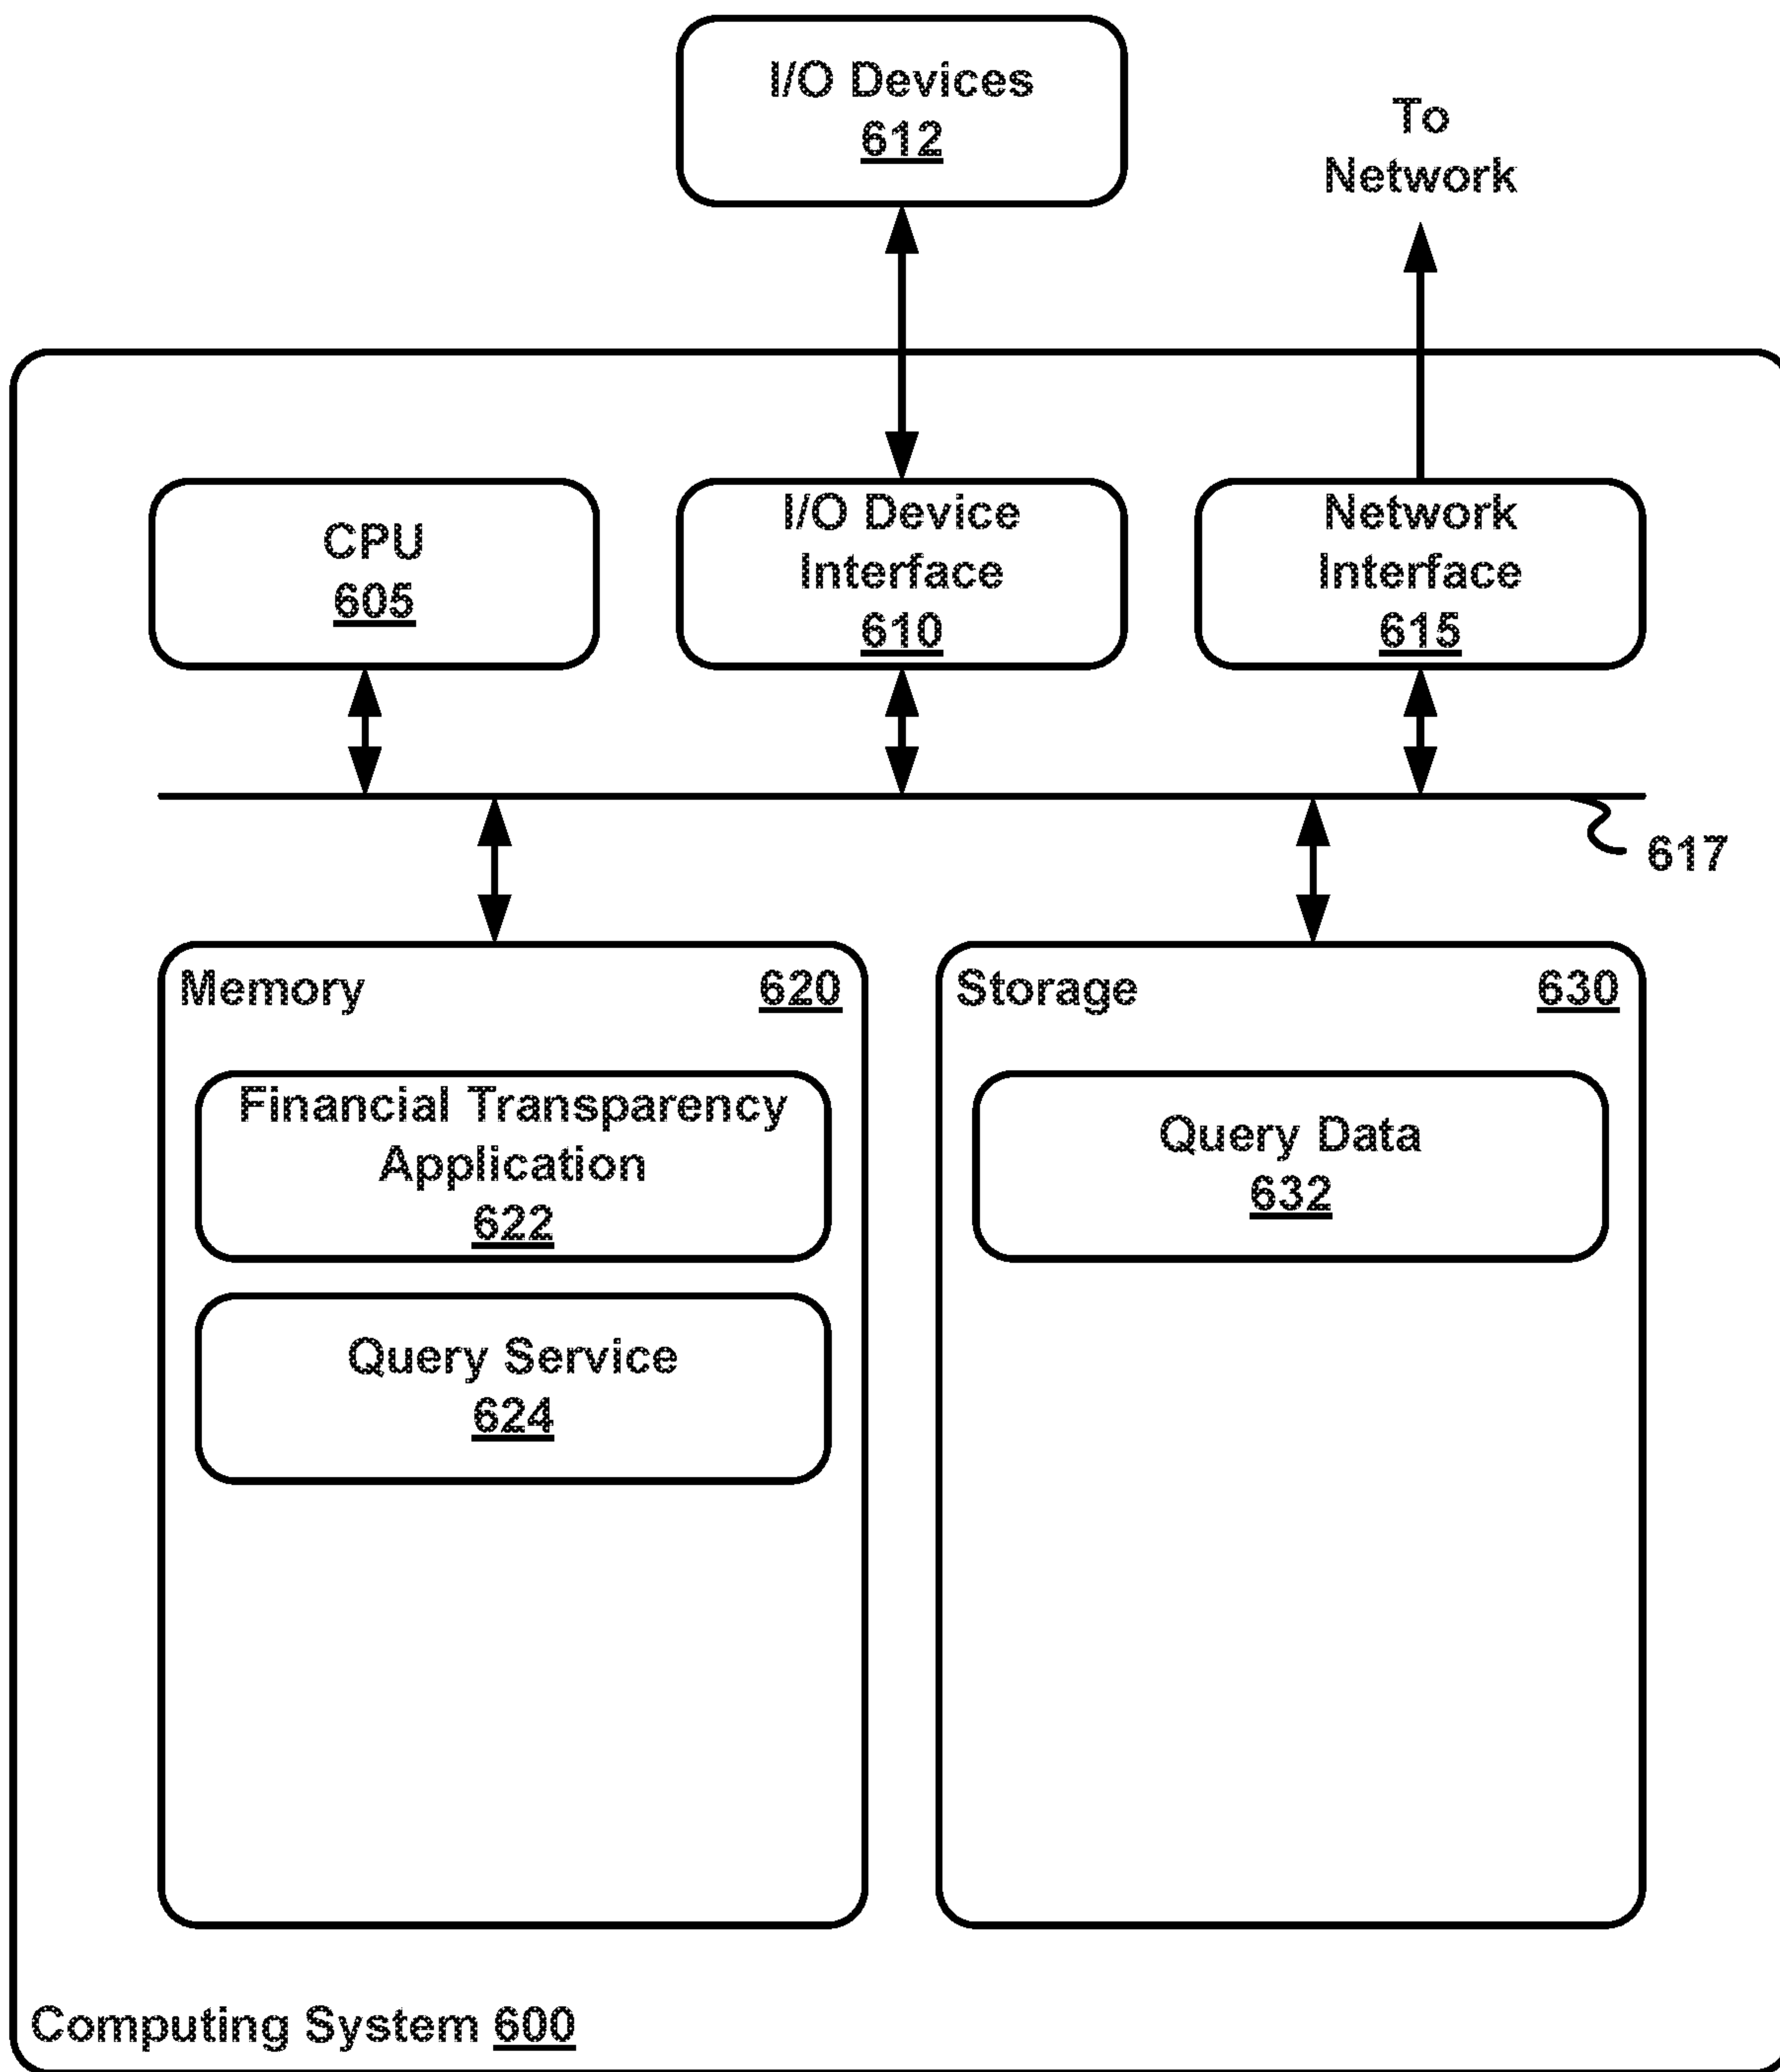 I/O Devices
612
To
Network
CPU
605
I/O Device
Interface
610
Network
Interface
615
617
Memory
620
Financial Transparency
Application
622
Query Service
624
Storage
630
Query Data
632
Computing System 600